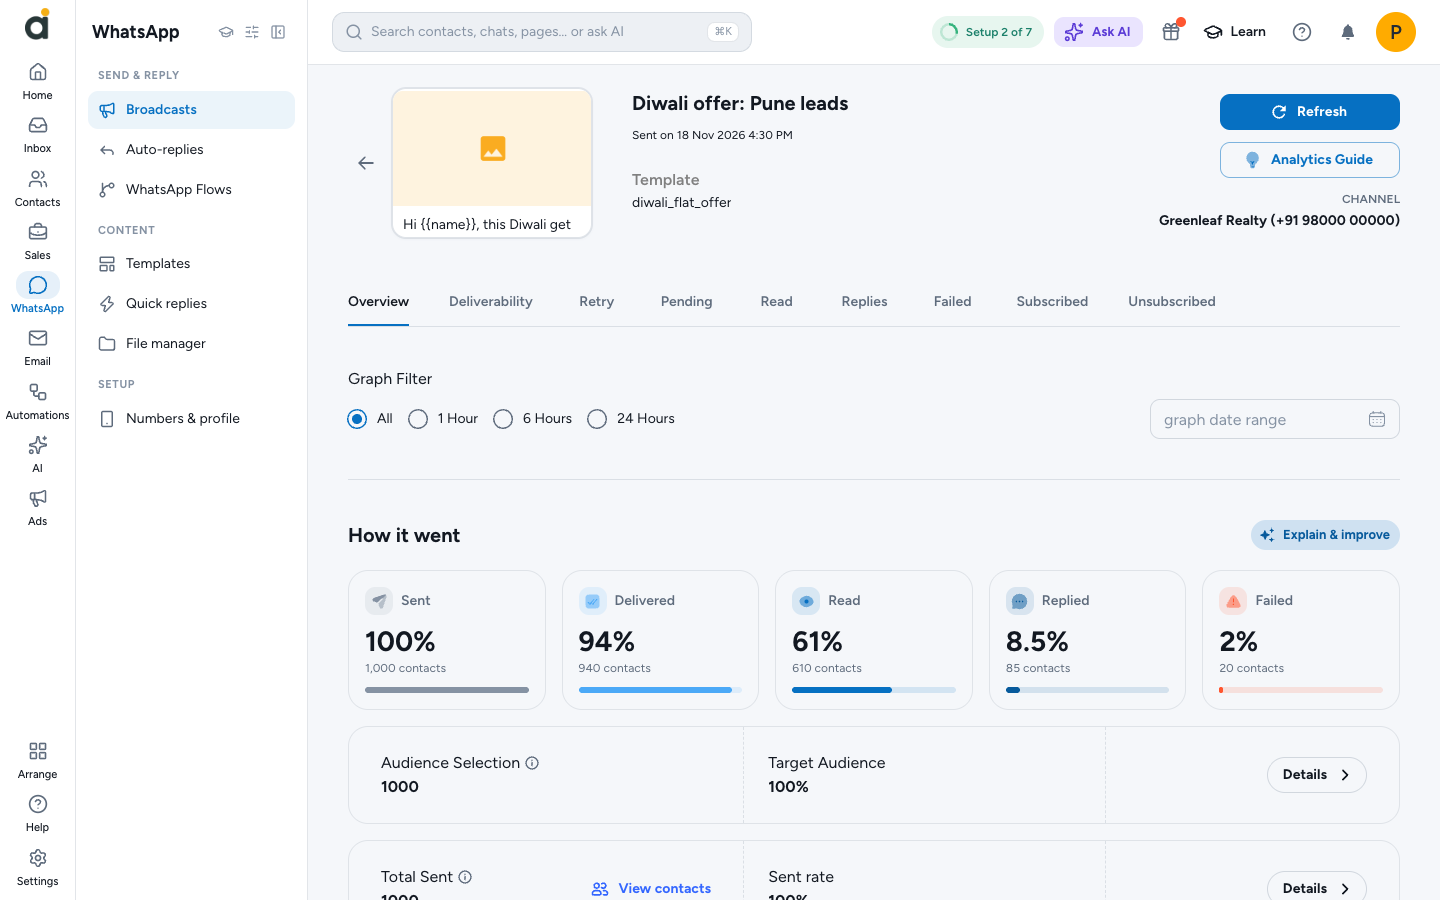 WhatsApp
Search contacts, chats, pages... or ask AI
⌘K
Setup 2 of 7
Ask AI
Learn
P
Home
Inbox
Contacts
Sales
WhatsApp
Email
Automations
AI
Ads
Arrange
Help
Settings
SEND & REPLY
Broadcasts
Auto-replies
WhatsApp Flows
CONTENT
Templates
Quick replies
File manager
SETUP
Numbers & profile
Hi {{name}}, this Diwali get
Diwali offer: Pune leads
Sent on 18 Nov 2026 4:30 PM
Template
diwali_flat_offer
Refresh
Analytics Guide
CHANNEL
Greenleaf Realty (+91 98000 00000)
Overview
Deliverability
Retry
Pending
Read
Replies
Failed
Subscribed
Unsubscribed
Graph Filter
All
1 Hour
6 Hours
24 Hours
graph date range
How it went
Explain & improve
Sent
100%
1,000 contacts
Delivered
94%
940 contacts
Read
61%
610 contacts
Replied
8.5%
85 contacts
Failed
2%
20 contacts
Audience Selection
1000
Target Audience
100%
Details
Total Sent
1000
View contacts
Sent rate
100%
Details